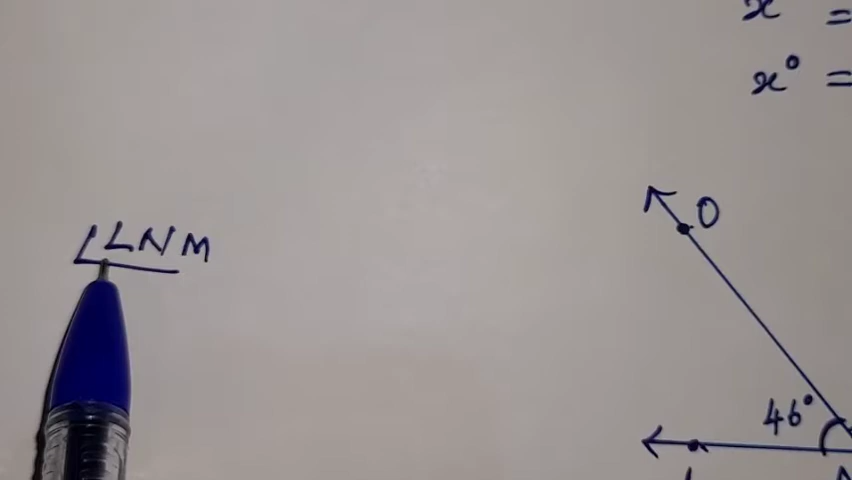 x =
x° =
∠LNM
O
46°